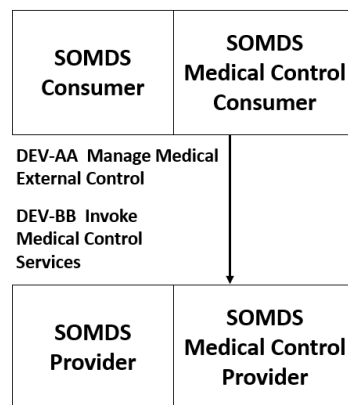 SOMDS
Consumer
SOMDS
Medical Control
Consumer
DEV-AA Manage Medical
External Control
DEV-BB Invoke
Medical Control
Services
SOMDS
Provider
SOMDS
Medical Control
Provider